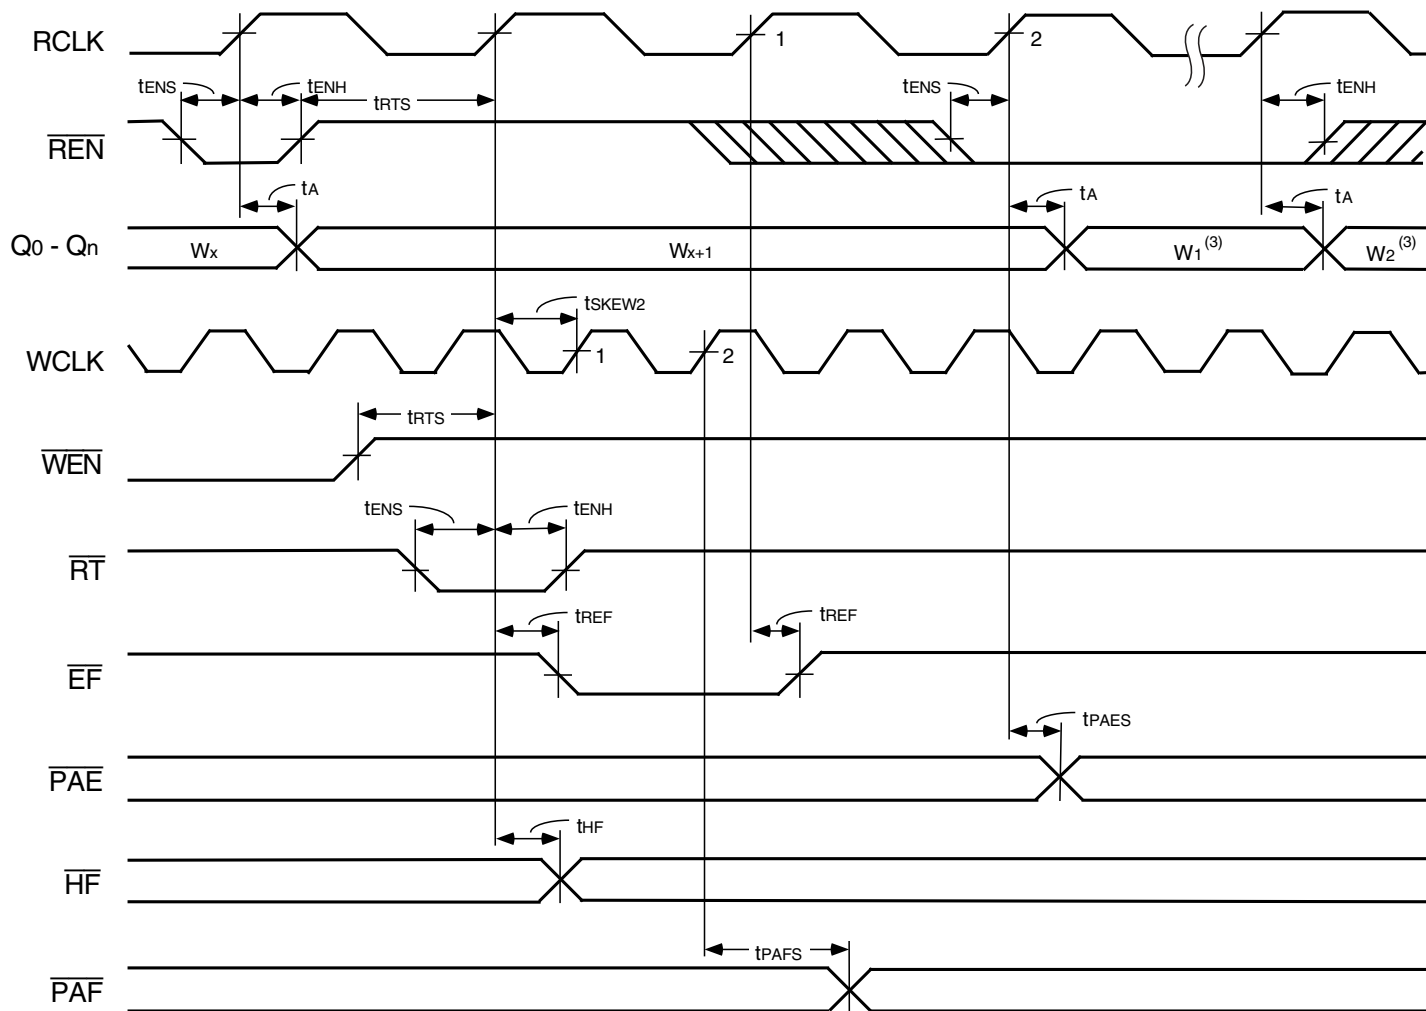 RCLK 1 2
tENS tENH tRTS tENS tENH
REN
tA tA tA
Q0 - Qn Wx Wx+1 W1(3) W2(3)
tSKEW2
WCLK 1 2
tRTS
WEN
tENS tENH
RT
tREF tREF
EF
tPAES
PAE
tHF
HF
tPAFS
PAF